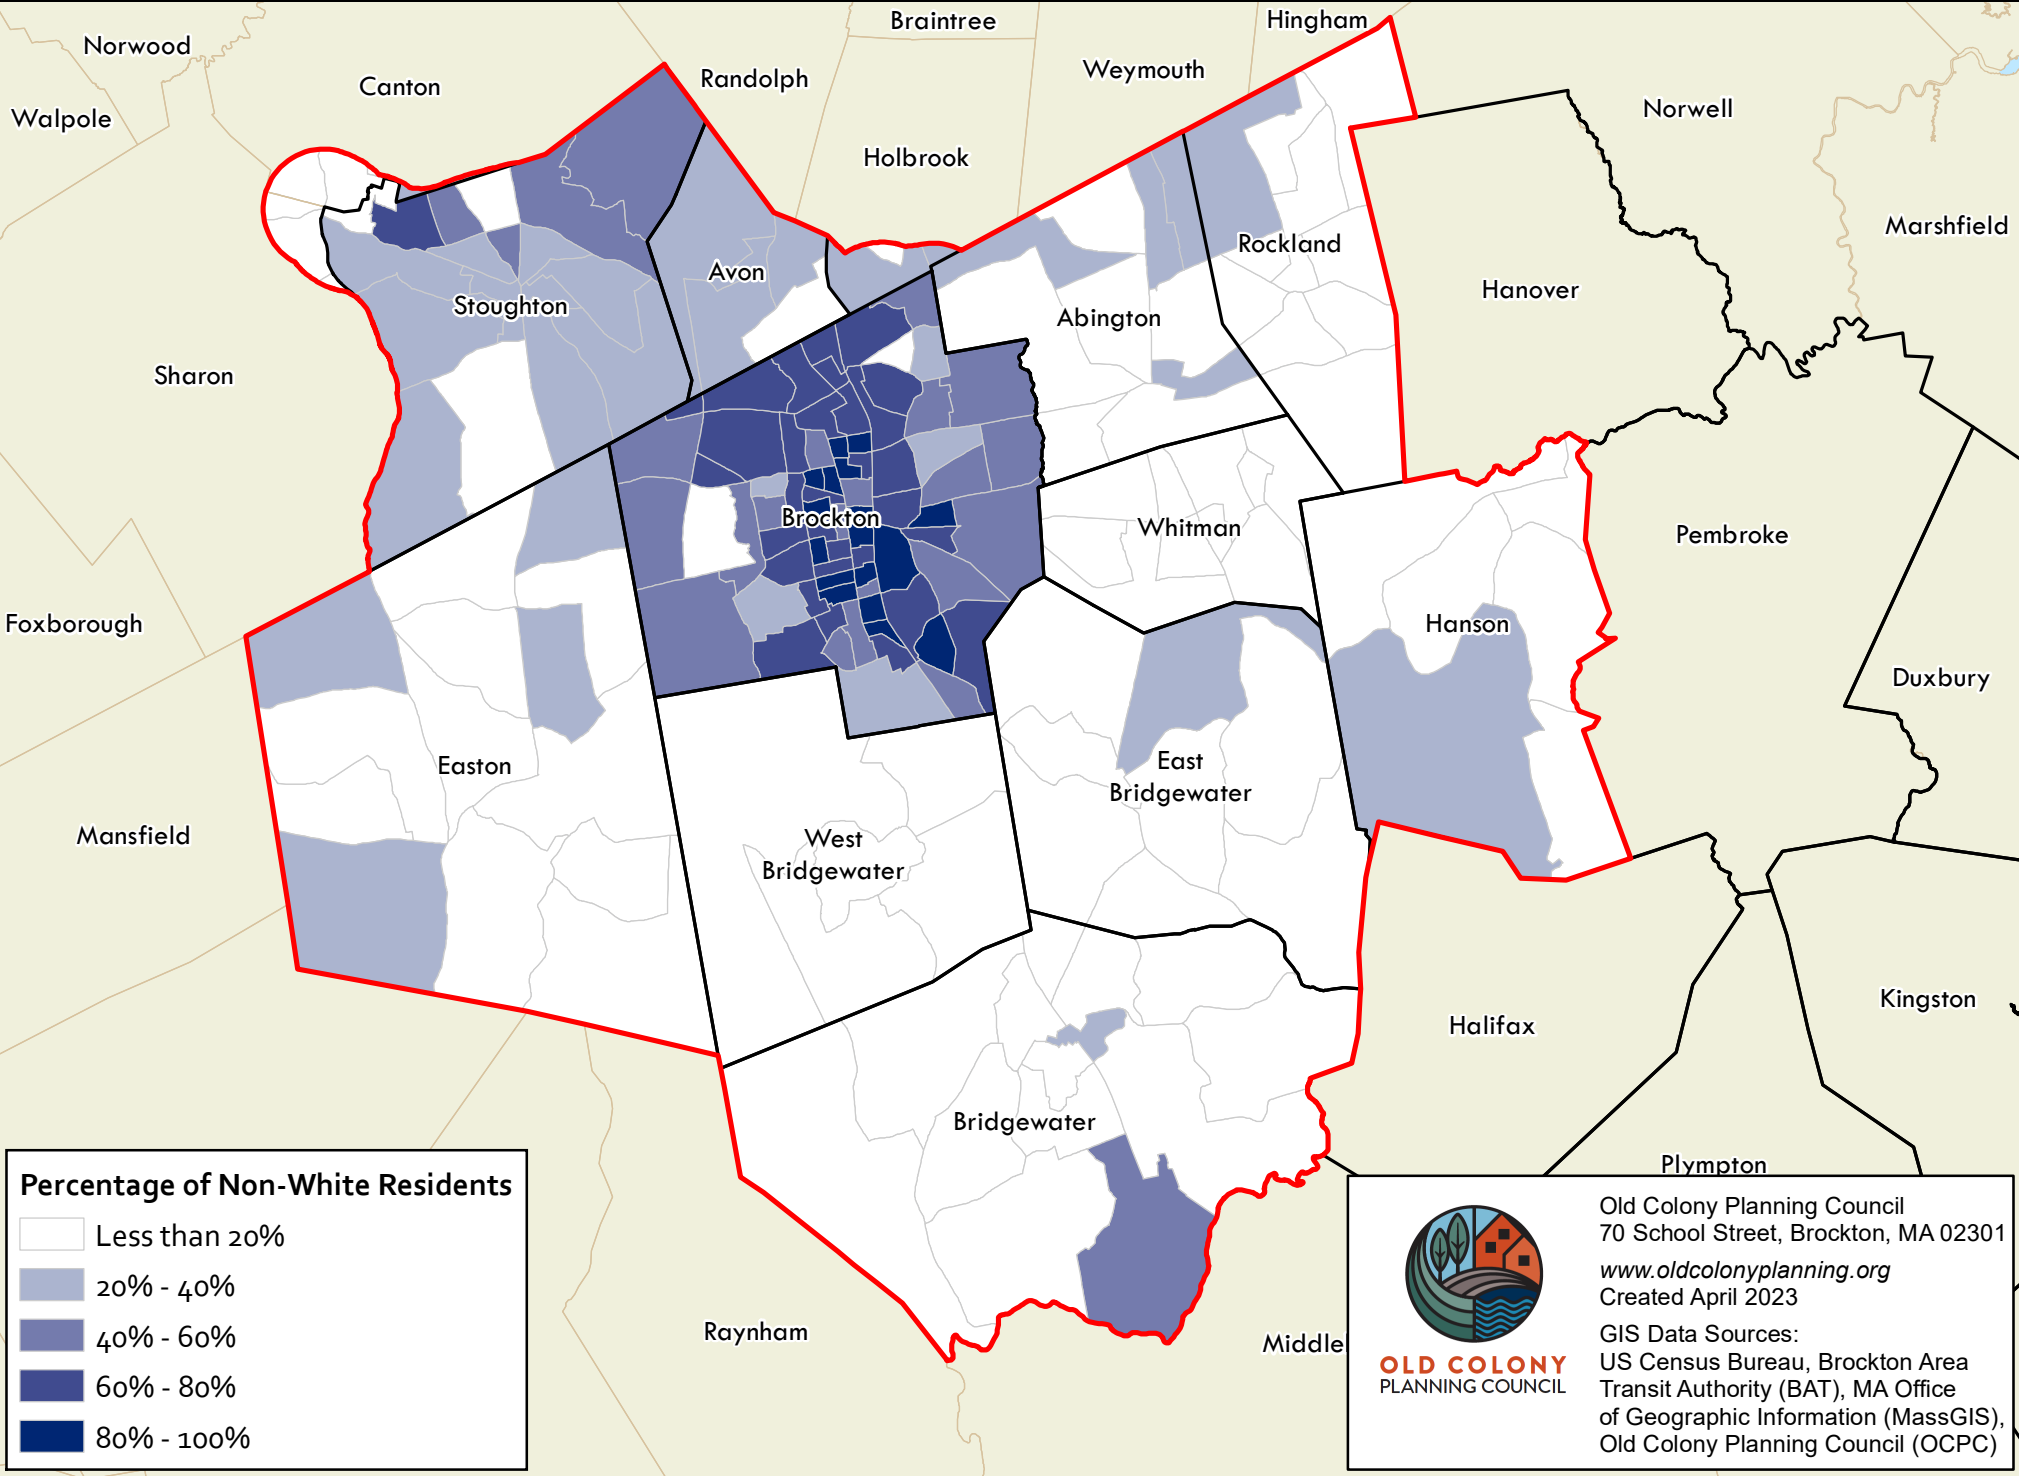 Braintree
Hingham
Norwood
Canton
Randolph
Weymouth
Walpole
Norwell
Holbrook
Marshfield
Rockland
Avon
Hanover
Stoughton
Abington
Sharon
Brockton
Whitman
Pembroke
Foxborough
Hanson
Duxbury
Easton
East
Bridgewater
Mansfield
West
Bridgewater
Kingston
Halifax
Bridgewater
Plympton
Raynham
Percentage of Non-White Residents
Less than 20%
20% - 40%
40% - 60%
60% - 80%
80% - 100%
Old Colony Planning Council
70 School Street, Brockton, MA 02301
www.oldcolonyplanning.org
Created April 2023
GIS Data Sources:
US Census Bureau, Brockton Area
Transit Authority (BAT), MA Office
of Geographic Information (MassGIS),
Old Colony Planning Council (OCPC)
OLD COLONY
PLANNING COUNCIL